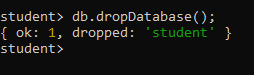 student> db.dropDatabase();
{ ok: 1, dropped: 'student' }
student>